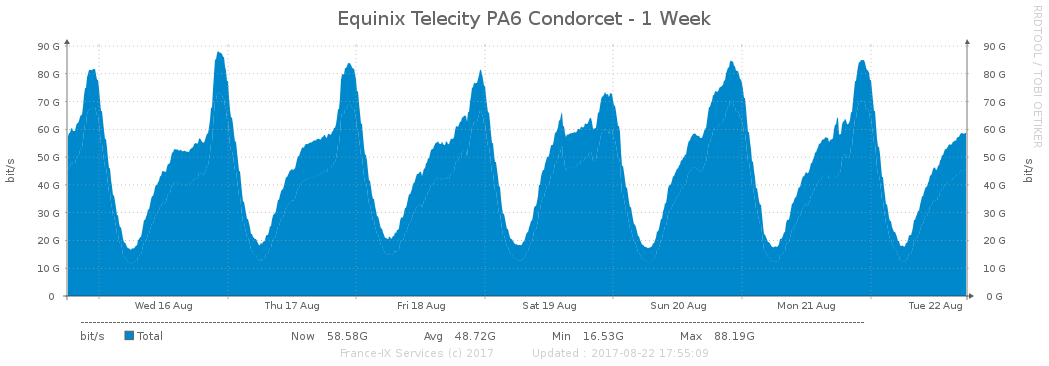 Equinix Telecity PA6 Condorcet - 1 Week
RRDTOOL / TOBI OETIKER
bit/s
90 G 90 G
80 G 80 G
70 G 70 G
60 G 60 G
50 G 50 G
40 G 40 G
30 G 30 G
20 G 20 G
10 G 10 G
0 0 G
bit/s
Wed 16 Aug Thu 17 Aug Fri 18 Aug Sat 19 Aug Sun 20 Aug Mon 21 Aug Tue 22 Aug
bit/s Total Now 58.58G Avg 48.72G Min 16.53G Max 88.19G
France-IX Services (c) 2017 Updated : 2017-08-22 17:55:09